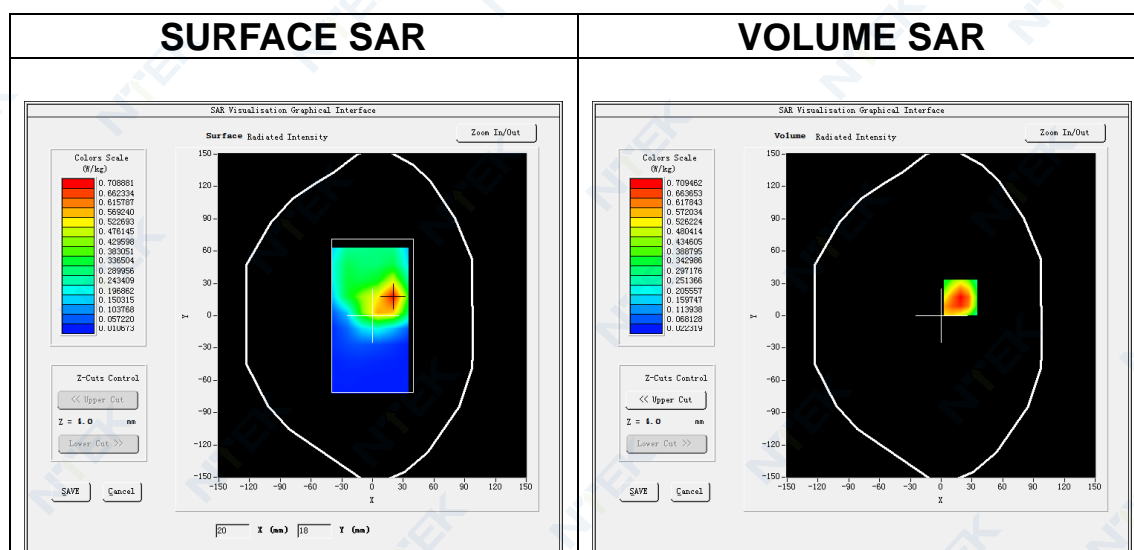 SURFACE SAR
SAR Visualisation Graphical Interface
Surface Radiated Intensity
Zoom In/Out
Colors Scale
(W/kg)
0.708881
0.662334
0.615787
0.569240
0.522693
0.476145
0.429598
0.383051
0.336504
0.289956
0.243409
0.196862
0.150315
0.103768
0.057220
0.010673
150
120
90
60
30
0
-30
-60
-90
-120
-150
Y
-150 -120 -90 -60 -30 0 30 60 90 120 150
X
Z-Cuts Control
<< Upper Cut
Z = 4.0 mm
Lower Cut >>
SAVE Cancel
20 X (mm) 18 Y (mm)
VOLUME SAR
SAR Visualisation Graphical Interface
Volume Radiated Intensity
Zoom In/Out
Colors Scale
(W/kg)
0.709462
0.663653
0.617843
0.572034
0.526224
0.480414
0.434605
0.388795
0.342986
0.297176
0.251366
0.205557
0.159747
0.113938
0.068128
0.022319
150
120
90
60
30
0
-30
-60
-90
-120
-150
Y
-150 -120 -90 -60 -30 0 30 60 90 120 150
X
Z-Cuts Control
<< Upper Cut
Z = 4.0 mm
Lower Cut >>
SAVE Cancel
NTEK